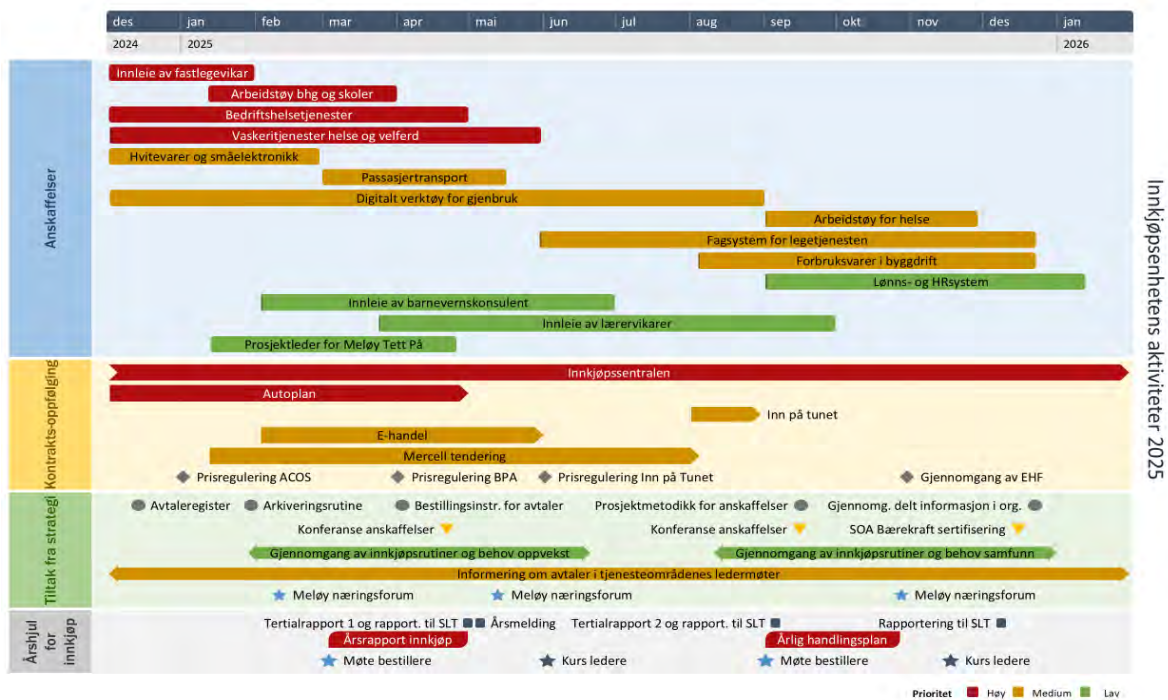 des jan feb mar apr mai jun jul aug sep okt nov des jan
2024 2025 2026
Anskaffelser
Innleie av fastlegevikar
Arbeidstøy bhg og skoler
Bedriftshelsetjenester
Vaskeritjenester helse og velferd
Hvitevarer og småelektronikk
Passasjertransport
Digitalt verktøy for gjenbruk
Arbeidstøy for helse
Fagsystem for legetjenesten
Forbruksvarer i byggdrift
Lønns- og HRsystem
Innleie av barnevernskonsulent
Innleie av lærervikarer
Prosjektleder for Meløy Tett På
Kontrakts-oppfølging
Innkjøpssentralen
Autoplan
Inn på tunet
E-handel
Mercell tendering
Prisregulering ACOS Prisregulering BPA Prisregulering Inn på Tunet Gjennomgang av EHF
Tiltak fra strategi
Avtaleregister Arkiveringsrutine Bestillingsinstr. for avtaler Prosjektmetodikk for anskaffelser Gjennomg. delt informasjon i org.
Konferanse anskaffelser Konferanse anskaffelser SOA Bærekraft sertifisering
Gjennomgang av innkjøpsrutiner og behov oppvekst Gjennomgang av innkjøpsrutiner og behov samfunn
Informering om avtaler i tjenesteområdenes ledermøter
Meløy næringsforum Meløy næringsforum Meløy næringsforum
Årshjul
for
innkjøp
Tertialrapport 1 og rapport. til SLT Årsmelding Tertialrapport 2 og rapport. til SLT Rapportering til SLT
Årsrapport innkjøp Årlig handlingsplan
Møte bestillere Kurs ledere Møte bestillere Kurs ledere
Prioritet Høy Medium Lav
Innkjøpsenhetens aktiviteter 2025